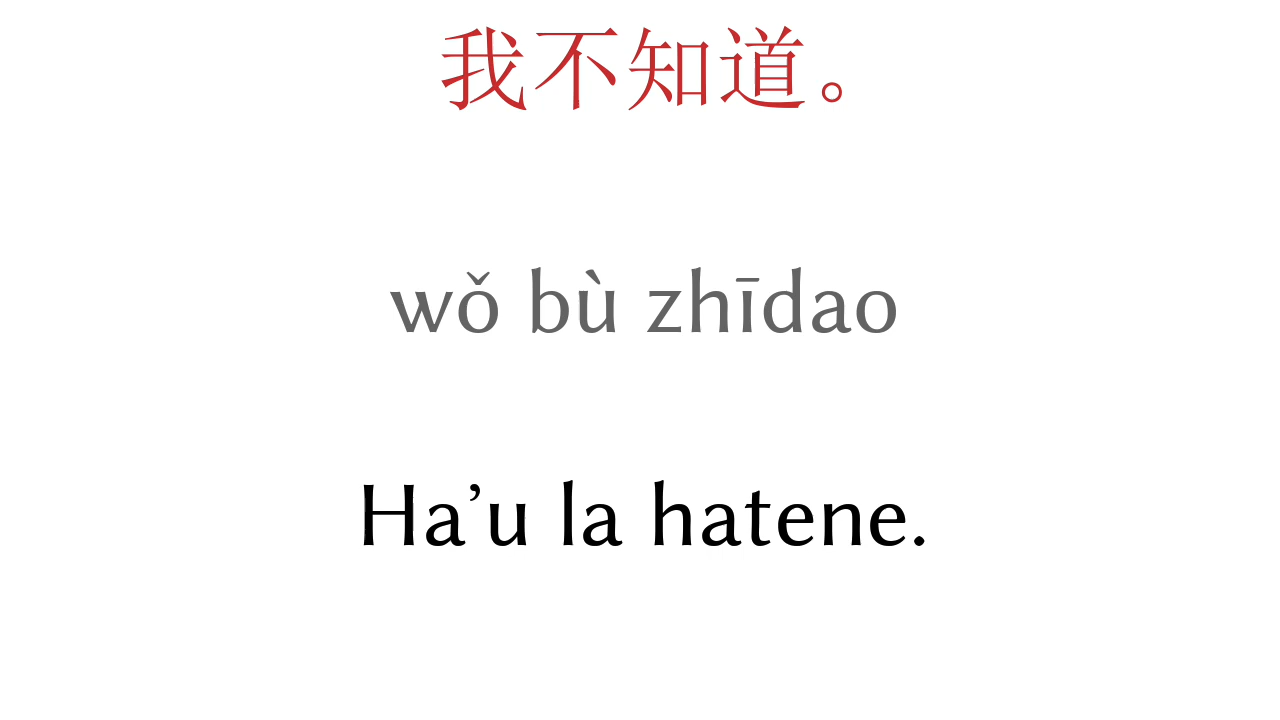 我不知道。
wǒ bù zhīdao
Ha’u la hatene.